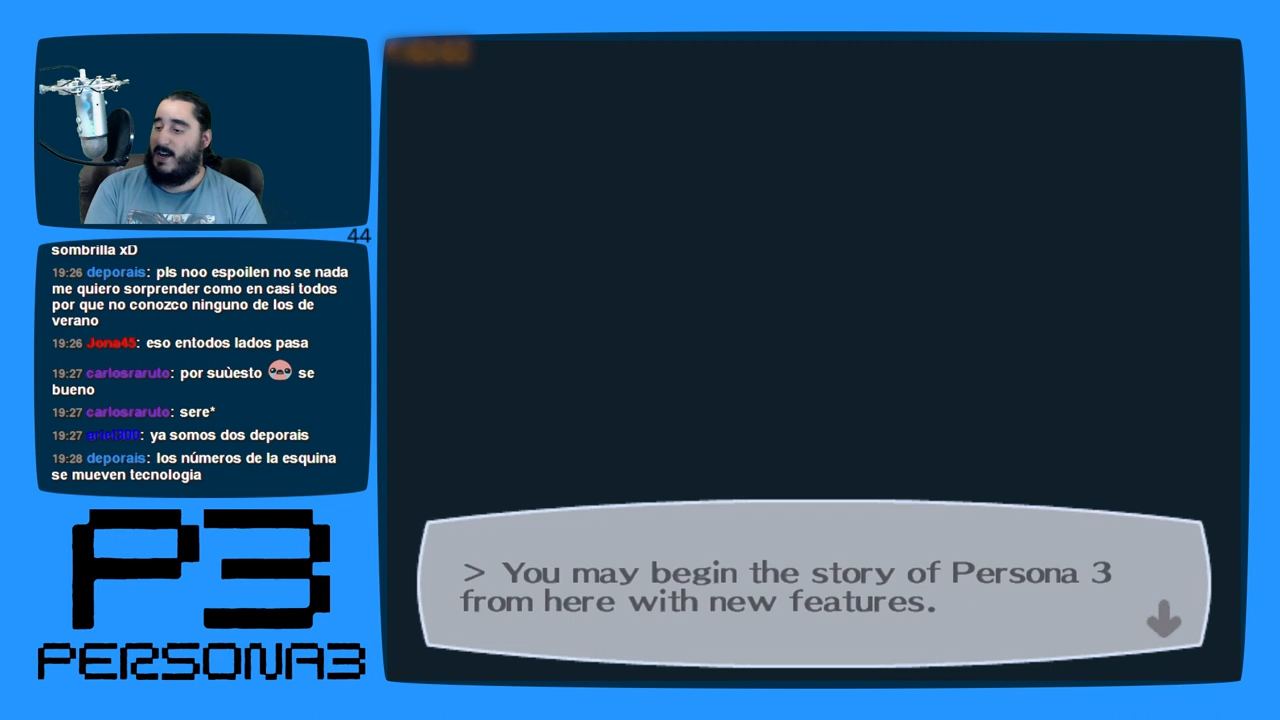 44
sombrilla xD
19:26 deporais: pls noo espoilen no se nada
me quiero sorprender como en casi todos
por que no conozco ninguno de los de
verano
19:26 Jona45: eso entodos lados pasa
19:27 carlosraruto: por suùesto se
bueno
19:27 carlosraruto: sere*
19:27 : ya somos dos deporais
19:28 deporais: los números de la esquina
se mueven tecnologia
P3
PERSONA3
> You may begin the story of Persona 3
from here with new features.